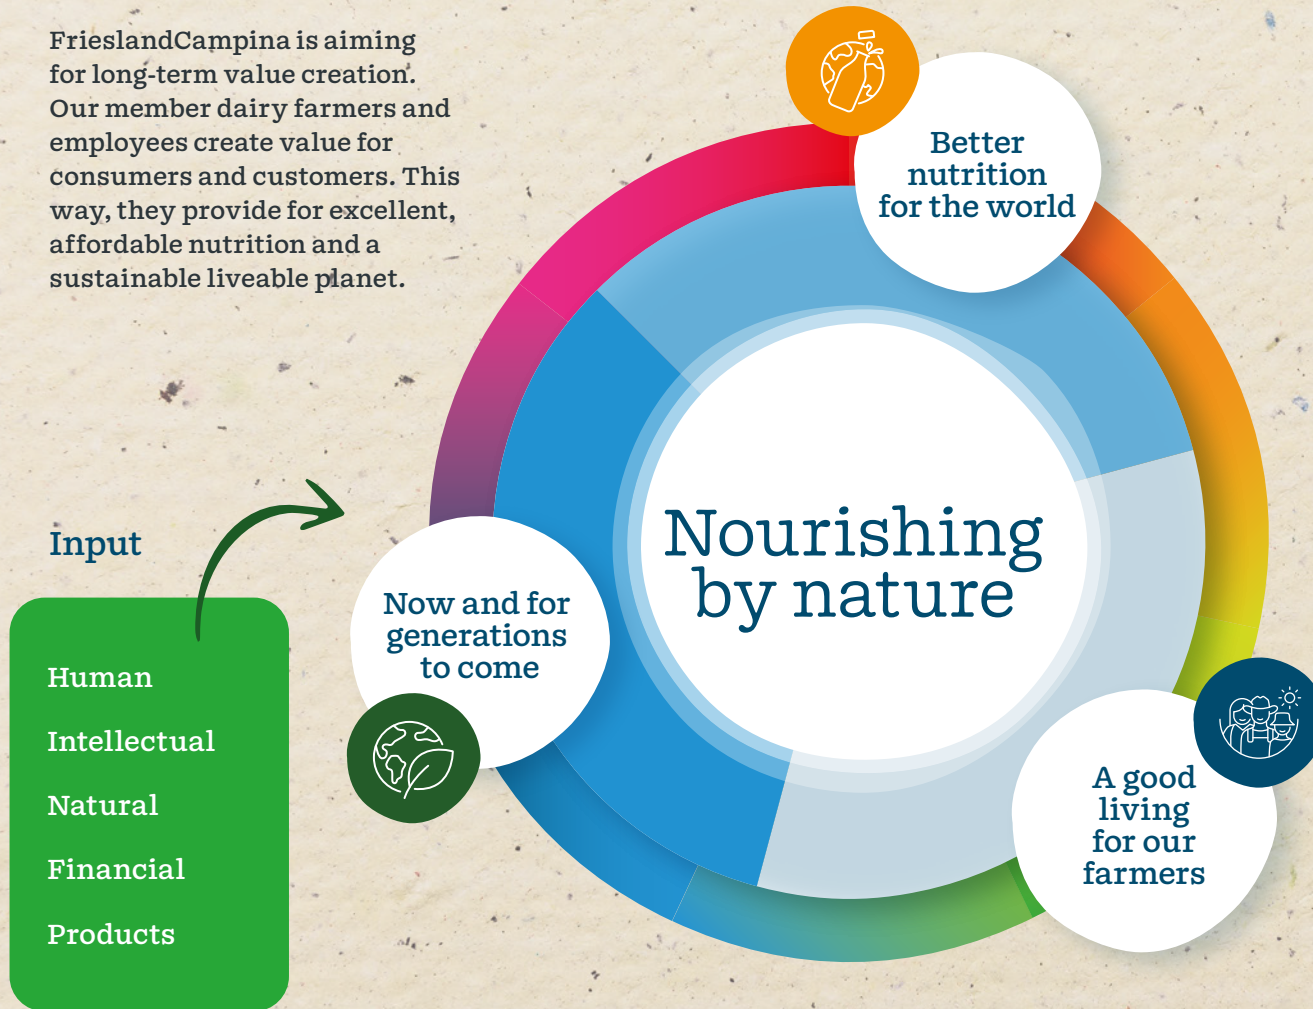 FrieslandCampina is aiming
for long-term value creation.
Our member dairy farmers and
employees create value for
consumers and customers. This
way, they provide for excellent,
affordable nutrition and a
sustainable liveable planet.
Better
nutrition
for the world
Nourishing
by nature
Input
Now and for
generations
to come
Human
Intellectual
Natural
Financial
Products
A good
living
for our
farmers